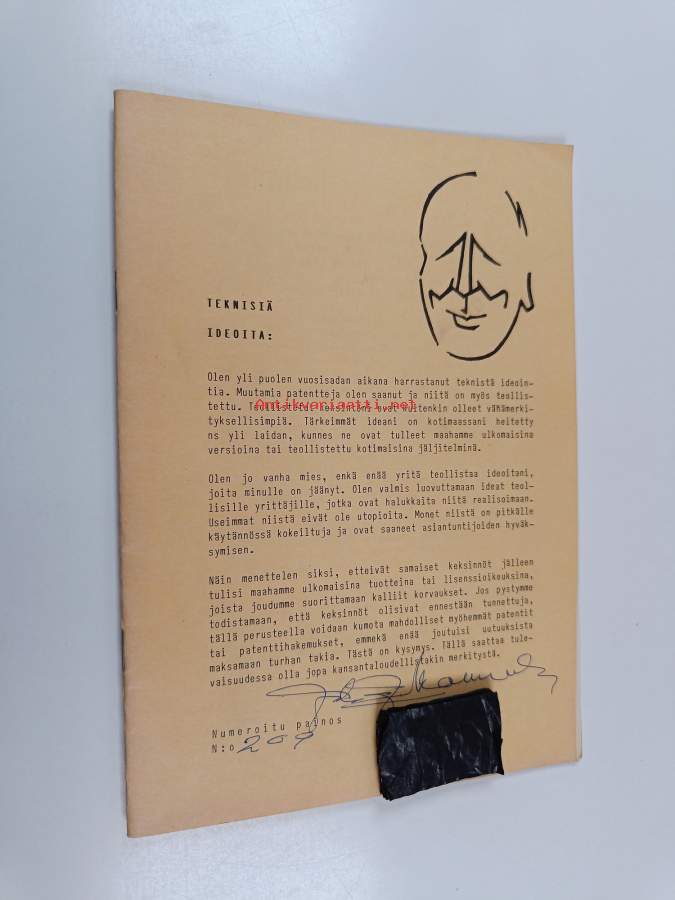 TEKNISIÄ
IDEOITA:
Olen yli puolen vuosisadan aikana harrastanut teknistä ideoin-
tia. Muutamia patentteja olen saanut ja niitä on myös teollis-
tettu. Teollistetut keksintöni ovat kuitenkin olleet vähämerki-
tyksellisimpiä. Tärkeimmät ideani on kotimaassani heitetty
ns yli laidan, kunnes ne ovat tulleet maahamme ulkomaisina
versioina tai teollistettu kotimaisina jäljitelminä.
Olen jo vanha mies, enkä enää yritä teollistaa ideoitani,
joita minulle on jäänyt. Olen valmis luovuttamaan ideat teol-
lisille yrittäjille, jotka ovat halukkaita niitä realisoimaan.
Useimmat niistä eivät ole utopioita. Monet niistä on pitkälle
käytännössä kokeiltuja ja ovat saaneet asiantuntijoiden hyväk-
symisen.
Näin menettelen siksi, etteivät samaiset keksinnöt jälleen
tulisi maahamme ulkomaisina tuotteina tai lisenssioikeuksina,
joista joudumme suorittamaan kalliit korvaukset. Jos pystymme
todistamaan, että keksinnöt olisivat ennestään tunnettuja,
tällä perusteella voidaan kumota mahdolliset myöhemmät patentit
tai patenttihakemukset, emmekä enää joutuisi uutuuksista
maksamaan turhan takia. Tästä on kysymys. Tällä saattaa tule-
vaisuudessa olla jopa kansantaloudellistakin merkitystä.
Numeroitu painos
N:o 209
Antikvariaatti.net